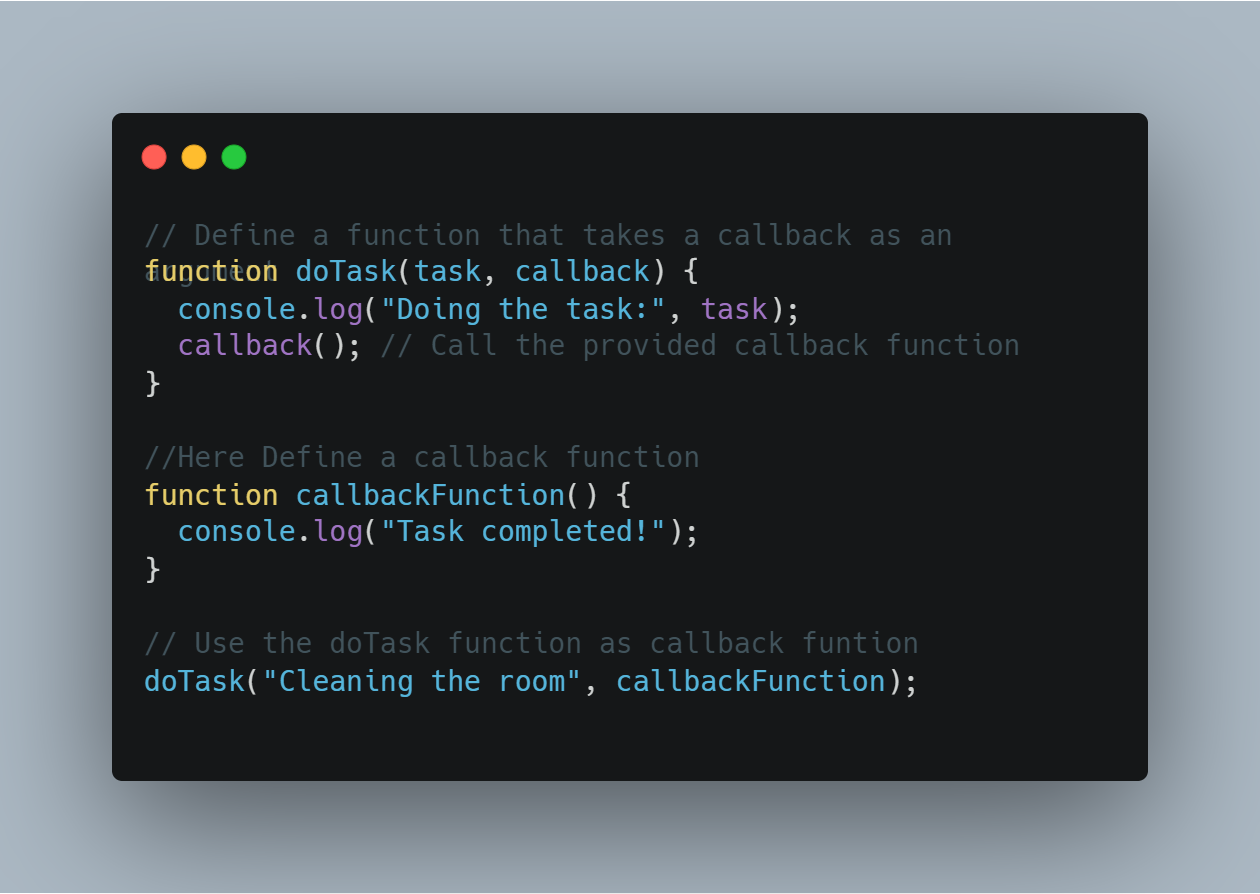 // Define a function that takes a callback as an
argument
function doTask(task, callback) {
  console.log("Doing the task:", task);
  callback(); // Call the provided callback function
}
//Here Define a callback function
function callbackFunction() {
  console.log("Task completed!");
}
// Use the doTask function as callback funtion
doTask("Cleaning the room", callbackFunction);